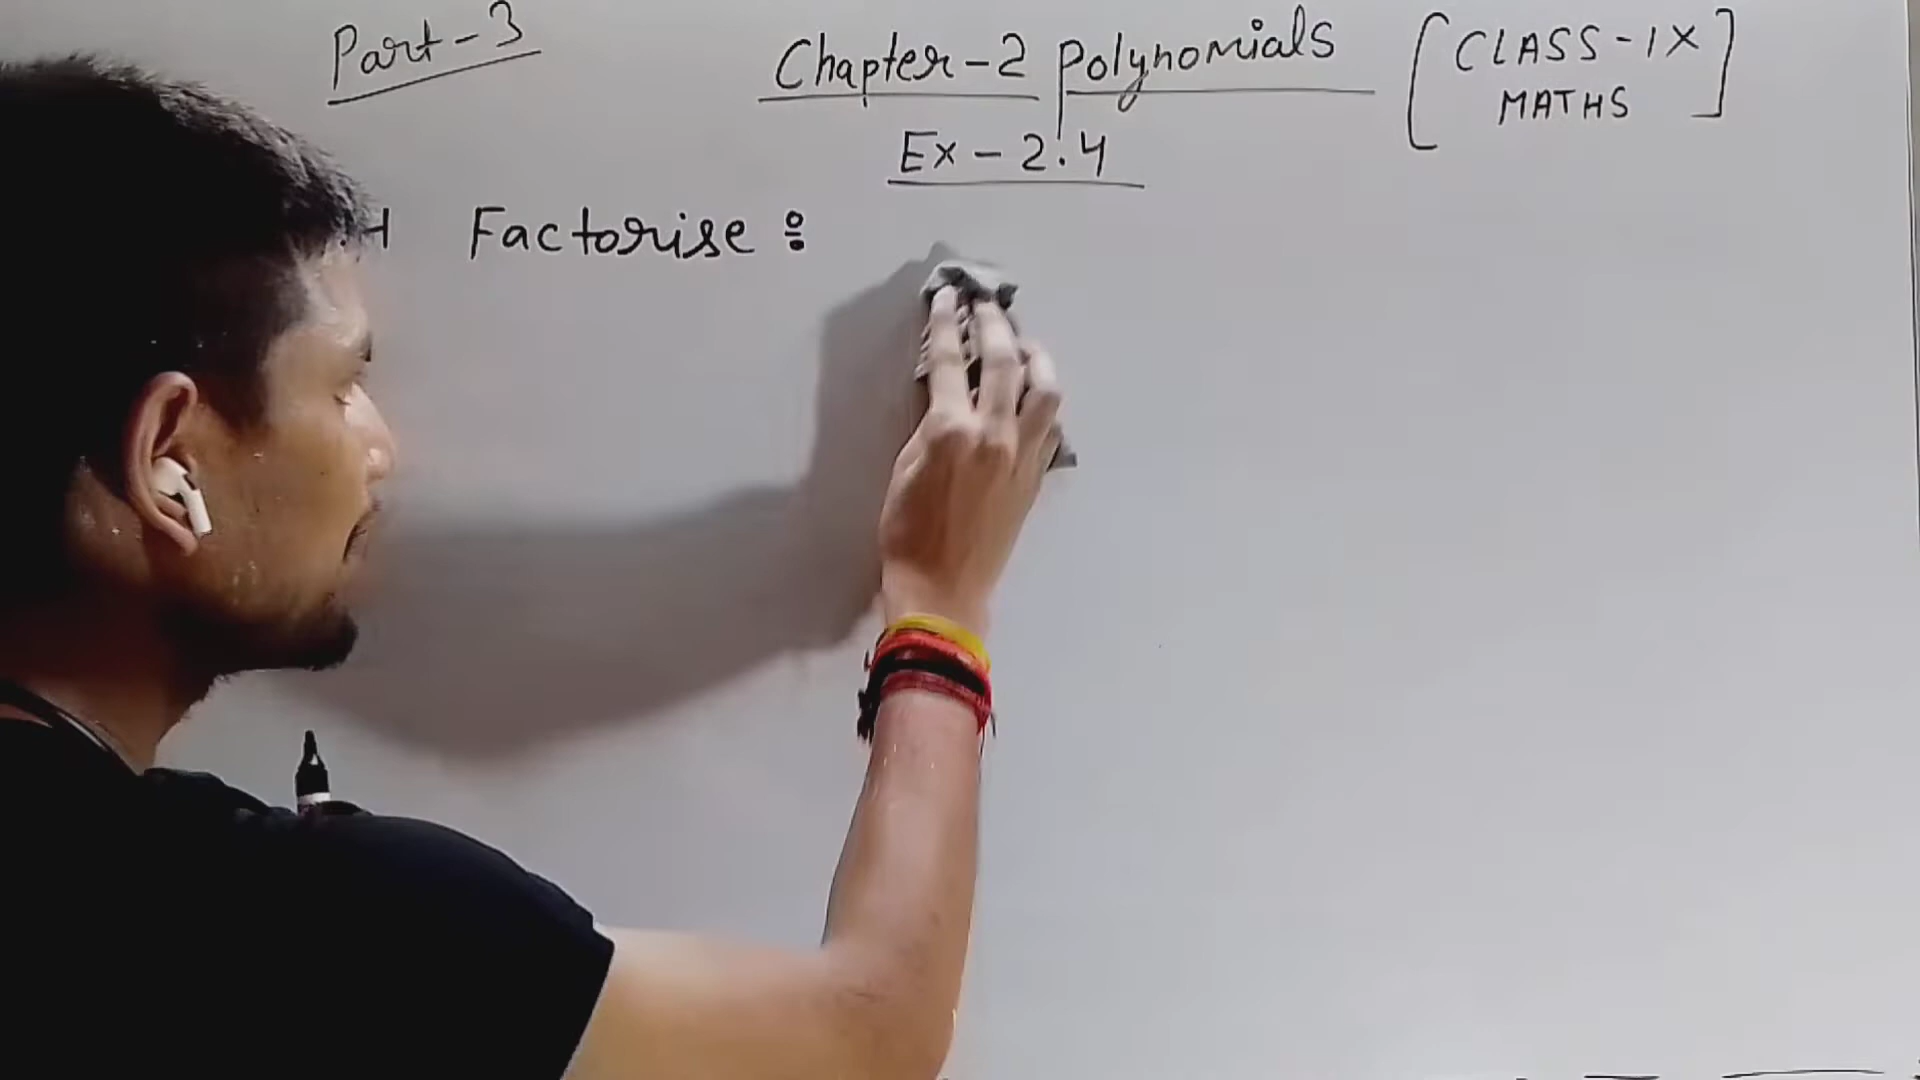 Part-3
Chapter-2 Polynomials
[CLASS-IX
MATHS]
Ex-2.4
Factorise: